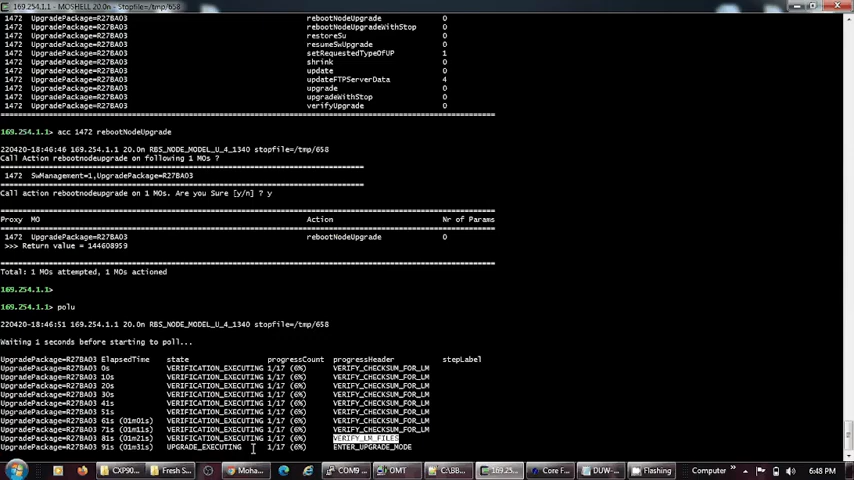 169.254.1.1 - MOSHELL 20.0n - Stopfile=/tmp/658
1472 UpgradePackage=R27BA03 rebootNodeUpgrade 0
1472 UpgradePackage=R27BA03 rebootNodeUpgradeWithStop 0
1472 UpgradePackage=R27BA03 restoreSu 0
1472 UpgradePackage=R27BA03 resumeSwUpgrade 0
1472 UpgradePackage=R27BA03 setRequestedTypeOfUP 1
1472 UpgradePackage=R27BA03 shrink 0
1472 UpgradePackage=R27BA03 update 0
1472 UpgradePackage=R27BA03 updateFTPServerData 4
1472 UpgradePackage=R27BA03 upgrade 0
1472 UpgradePackage=R27BA03 upgradeWithStop 0
1472 UpgradePackage=R27BA03 verifyUpgrade 0
169.254.1.1> acc 1472 rebootNodeUpgrade
220420-18:46:46 169.254.1.1 20.0n RBS_NODE_MODEL_U_4_1340 stopfile=/tmp/658
Call Action rebootnodeupgrade on following 1 MOs ?
1472 SwManagement=1,UpgradePackage=R27BA03
Call action rebootnodeupgrade on 1 MOs. Are you Sure [y/n] ? y
Proxy MO Action Nr of Params
1472 UpgradePackage=R27BA03 rebootNodeUpgrade 0
>>> Return value = 144608959
Total: 1 MOs attempted, 1 MOs actioned
169.254.1.1>
169.254.1.1> polu
220420-18:46:51 169.254.1.1 20.0n RBS_NODE_MODEL_U_4_1340 stopfile=/tmp/658
Waiting 1 seconds before starting to poll...
UpgradePackage=R27BA03 ElapsedTime state progressCount progressHeader stepLabel
UpgradePackage=R27BA03 0s VERIFICATION_EXECUTING 1/17 (6%) VERIFY_CHECKSUM_FOR_LM
UpgradePackage=R27BA03 10s VERIFICATION_EXECUTING 1/17 (6%) VERIFY_CHECKSUM_FOR_LM
UpgradePackage=R27BA03 20s VERIFICATION_EXECUTING 1/17 (6%) VERIFY_CHECKSUM_FOR_LM
UpgradePackage=R27BA03 30s VERIFICATION_EXECUTING 1/17 (6%) VERIFY_CHECKSUM_FOR_LM
UpgradePackage=R27BA03 41s VERIFICATION_EXECUTING 1/17 (6%) VERIFY_CHECKSUM_FOR_LM
UpgradePackage=R27BA03 51s VERIFICATION_EXECUTING 1/17 (6%) VERIFY_CHECKSUM_FOR_LM
UpgradePackage=R27BA03 61s (01m01s) VERIFICATION_EXECUTING 1/17 (6%) VERIFY_CHECKSUM_FOR_LM
UpgradePackage=R27BA03 71s (01m11s) VERIFICATION_EXECUTING 1/17 (6%) VERIFY_CHECKSUM_FOR_LM
UpgradePackage=R27BA03 81s (01m21s) VERIFICATION_EXECUTING 1/17 (6%) VERIFY_LM_FILES
UpgradePackage=R27BA03 91s (01m31s) UPGRADE_EXECUTING 1/17 (6%) ENTER_UPGRADE_MODE
CXP90... Fresh S... Moha... COM9 ... OMT C:\BB... 169.25... Core F... DUW-... Flashing Computer 6:48 PM